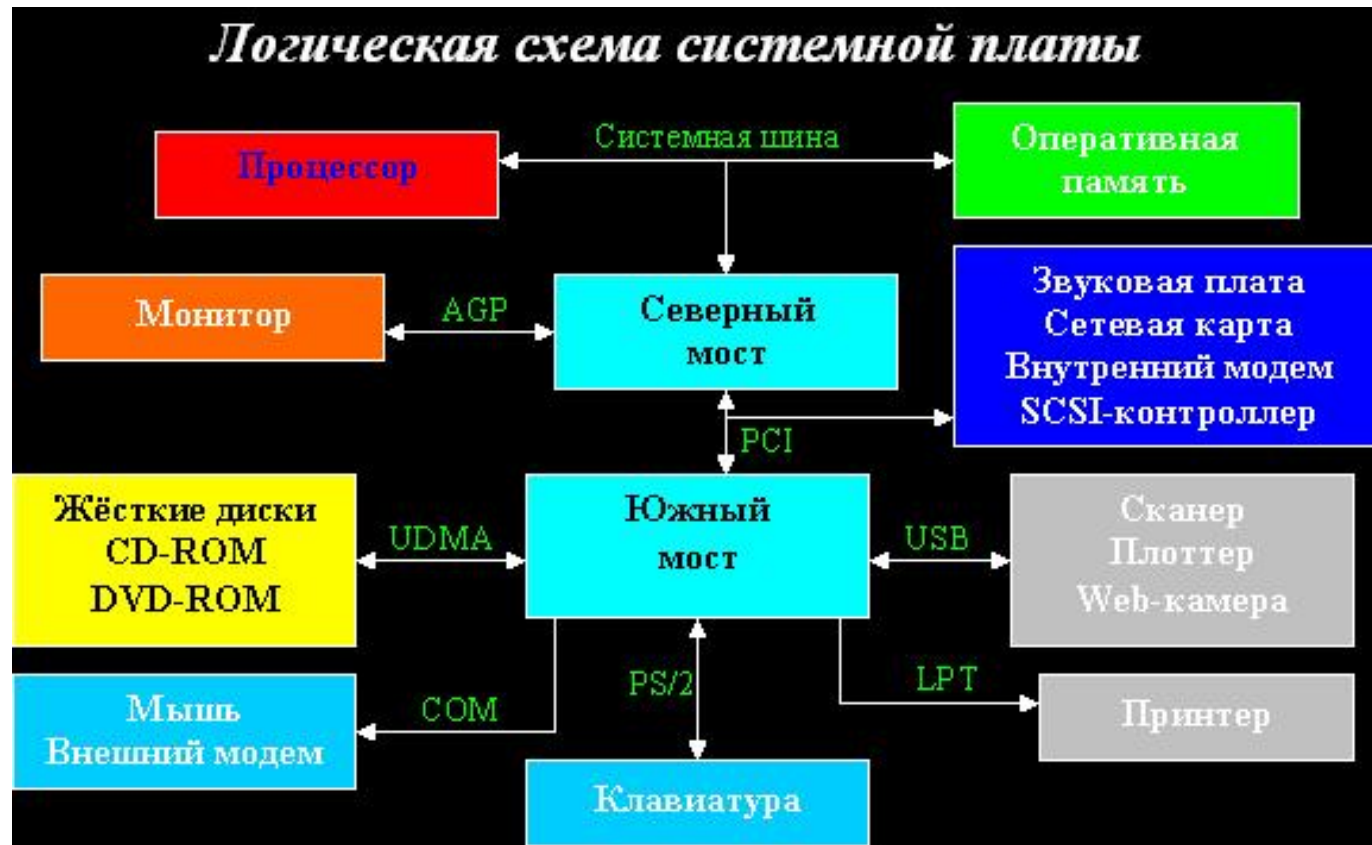 Логическая схема системной платы
Системная шина
Процессор
Оперативная
память
Монитор
AGP
Северный
мост
Звуковая плата
Сетевая карта
Внутренний модем
SCSI-контроллер
PCI
Жёсткие диски
CD-ROM
DVD-ROM
UDMA
Южный
мост
USB
Сканер
Плоттер
Web-камера
Мышь
Внешний модем
COM
PS/2
LPT
Принтер
Клавиатура